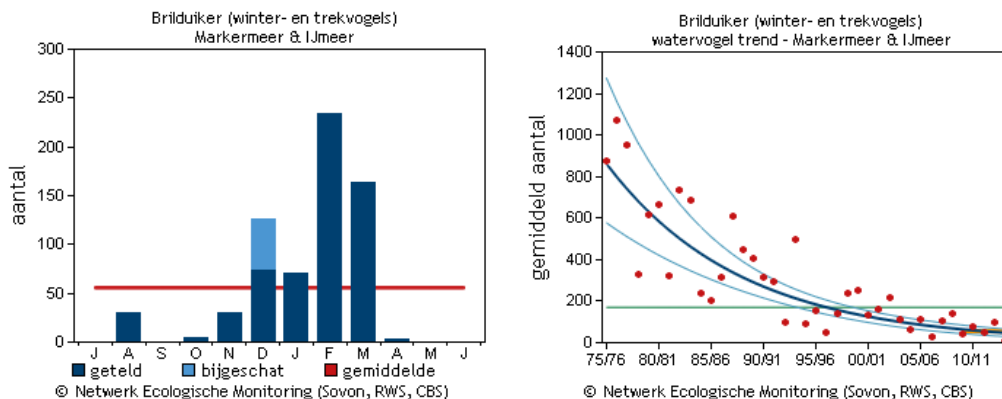 Brilduiker (winter- en trekvogels)
Markermeer & IJmeer
aantal
300
250
200
150
100
50
0
J A S O N D J F M A M J
geteld bijgeschat gemiddelde
© Netwerk Ecologische Monitoring (Sovon, RWS, CBS)
Brilduiker (winter- en trekvogels)
watervogel trend - Markermeer & IJmeer
gemiddeld aantal
1400
1200
1000
800
600
400
200
0
75/76 80/81 85/86 90/91 95/96 00/01 05/06 10/11
© Netwerk Ecologische Monitoring (Sovon, RWS, CBS)